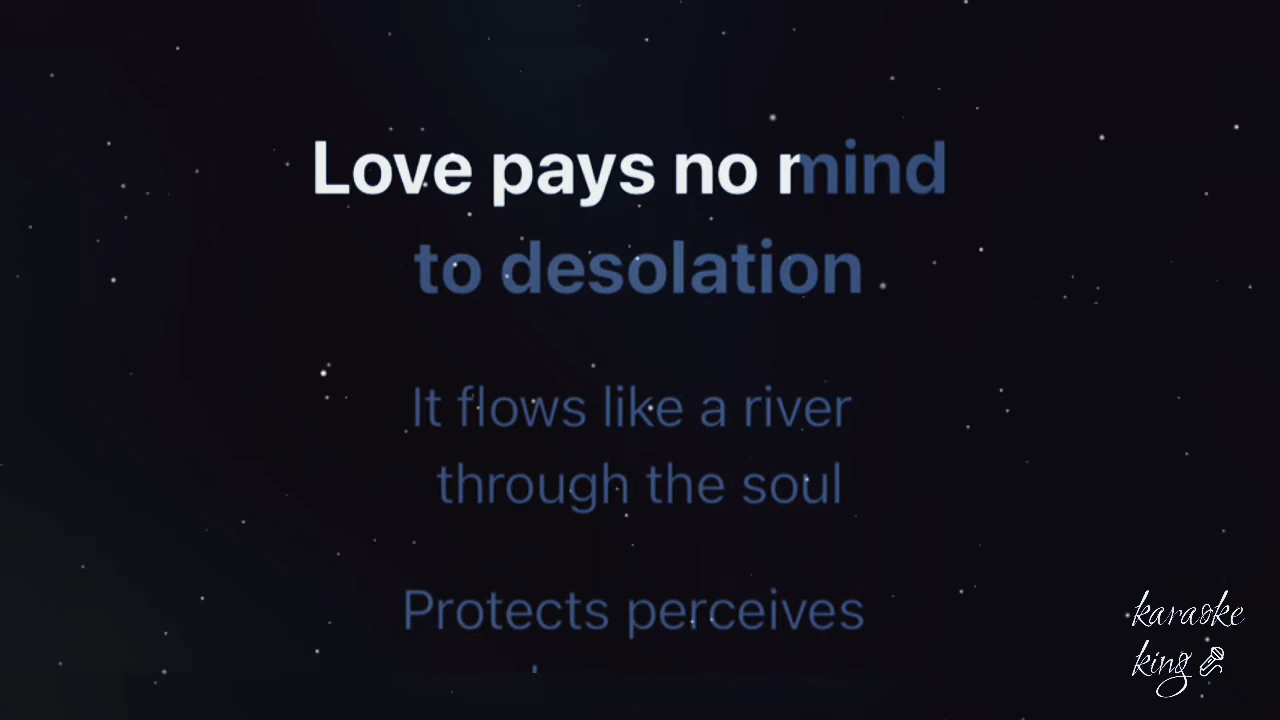 Love pays no mind
to desolation
It flows like a river
through the soul
Protects perceives
karaoke
king